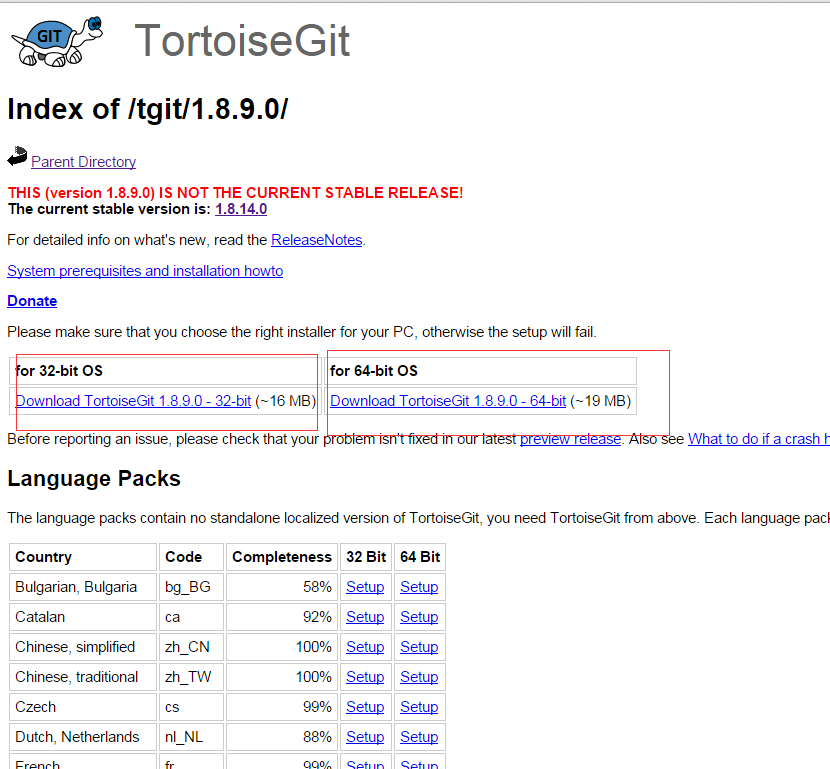 GIT
TortoiseGit
Index of /tgit/1.8.9.0/
Parent Directory
THIS (version 1.8.9.0) IS NOT THE CURRENT STABLE RELEASE!
The current stable version is: 1.8.14.0
For detailed info on what's new, read the ReleaseNotes.
System prerequisites and installation howto
Donate
Please make sure that you choose the right installer for your PC, otherwise the setup will fail.
for 32-bit OS for 64-bit OS
Download TortoiseGit 1.8.9.0 - 32-bit (~16 MB) Download TortoiseGit 1.8.9.0 - 64-bit (~19 MB)
Before reporting an issue, please check that your problem isn't fixed in our latest preview release. Also see What to do if a crash h
Language Packs
The language packs contain no standalone localized version of TortoiseGit, you need TortoiseGit from above. Each language pack
Country Code Completeness 32 Bit 64 Bit
Bulgarian, Bulgaria bg_BG 58% Setup Setup
Catalan ca 92% Setup Setup
Chinese, simplified zh_CN 100% Setup Setup
Chinese, traditional zh_TW 100% Setup Setup
Czech cs 99% Setup Setup
Dutch, Netherlands nl_NL 88% Setup Setup
French fr 99% Setup Setup